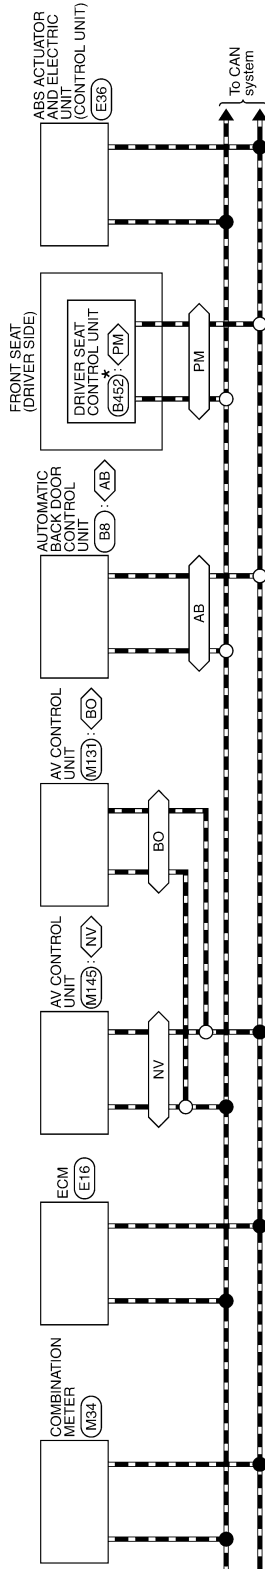 COMBINATION
METER
M34
ECM
E16
AV CONTROL
UNIT
M145 : NV
NV
AV CONTROL
UNIT
M131 : BO
BO
AUTOMATIC
BACK DOOR
CONTROL
UNIT
B8 : AB
AB
FRONT SEAT
(DRIVER SIDE)
DRIVER SEAT
CONTROL UNIT
*
B452 : PM
PM
ABS ACTUATOR
AND ELECTRIC
UNIT
(CONTROL UNIT)
E36
To CAN
system